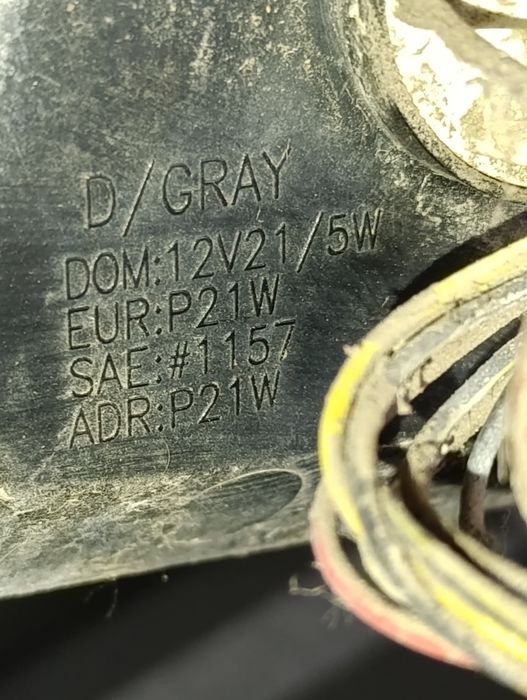 D/GRAY
DOM:12V21/5W
EUR:P21W
SAE:#1157
ADR:P21W